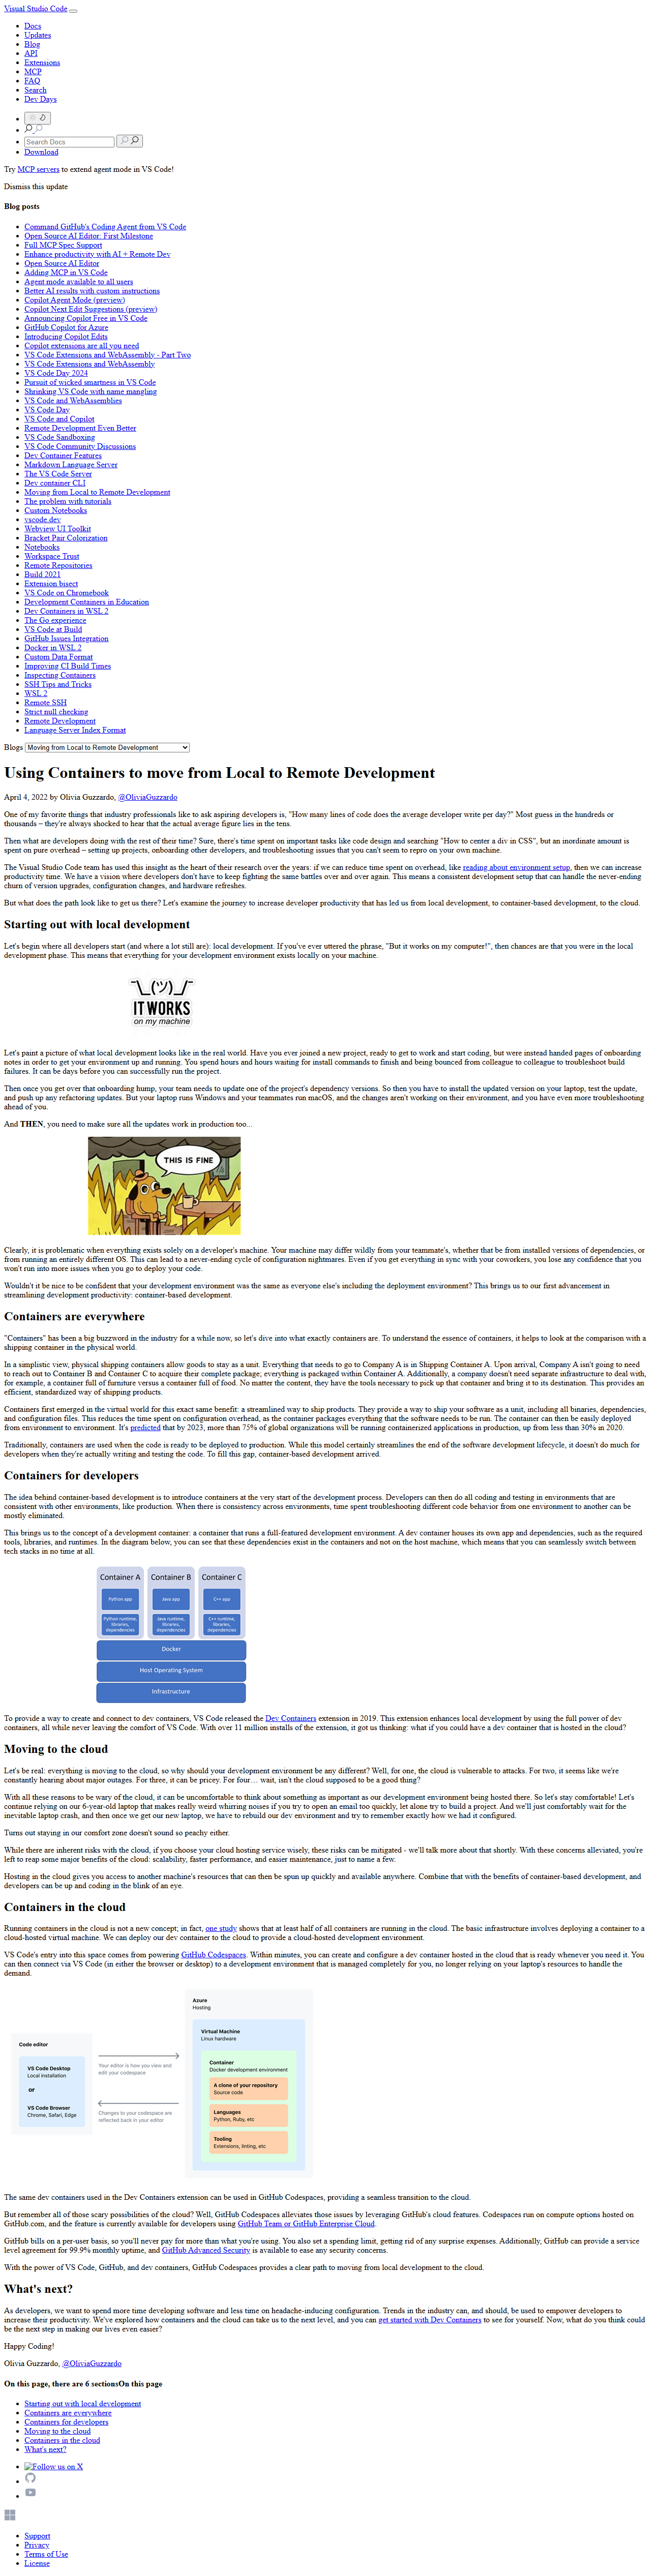 Visual Studio Code
Docs
Updates
Blog
API
Extensions
MCP
FAQ
Search
Dev Days
Search Docs
Download
Try MCP servers to extend agent mode in VS Code!
Dismiss this update
Blog posts
Command GitHub's Coding Agent from VS Code
Open Source AI Editor: First Milestone
Full MCP Spec Support
Enhance productivity with AI + Remote Dev
Open Source AI Editor
Adding MCP in VS Code
Agent mode available to all users
Better AI results with custom instructions
Copilot Agent Mode (preview)
Copilot Next Edit Suggestions (preview)
Announcing Copilot Free in VS Code
GitHub Copilot for Azure
Introducing Copilot Edits
Copilot extensions are all you need
VS Code Extensions and WebAssembly - Part Two
VS Code Extensions and WebAssembly
VS Code Day 2024
Pursuit of wicked smartness in VS Code
Shrinking VS Code with name mangling
VS Code and WebAssemblies
VS Code Day
VS Code and Copilot
Remote Development Even Better
VS Code Sandboxing
VS Code Community Discussions
Dev Container Features
Markdown Language Server
The VS Code Server
Dev container CLI
Moving from Local to Remote Development
The problem with tutorials
Custom Notebooks
vscode.dev
Webview UI Toolkit
Bracket Pair Colorization
Notebooks
Workspace Trust
Remote Repositories
Build 2021
Extension bisect
VS Code on Chromebook
Development Containers in Education
Dev Containers in WSL 2
The Go experience
VS Code at Build
GitHub Issues Integration
Docker in WSL 2
Custom Data Format
Improving CI Build Times
Inspecting Containers
SSH Tips and Tricks
WSL 2
Remote SSH
Strict null checking
Remote Development
Language Server Index Format
Blogs Moving from Local to Remote Development
Using Containers to move from Local to Remote Development
April 4, 2022 by Olivia Guzzardo, @OliviaGuzzardo
One of my favorite things that industry professionals like to ask aspiring developers is, "How many lines of code does the average developer write per day?" Most guess in the hundreds or
thousands – they're always shocked to hear that the actual average figure lies in the tens.
Then what are developers doing with the rest of their time? Sure, there's time spent on important tasks like code design and searching "How to center a div in CSS", but an inordinate amount is
spent on pure overhead – setting up projects, onboarding other developers, and troubleshooting issues that you can't seem to repro on your own machine.
The Visual Studio Code team has used this insight as the heart of their research over the years: if we can reduce time spent on overhead, like reading about environment setup, then we can increase
productivity time. We have a vision where developers don't have to keep fighting the same battles over and over again. This means a consistent development setup that can handle the never-ending
churn of version upgrades, configuration changes, and hardware refreshes.
But what does the path look like to get us there? Let's examine the journey to increase developer productivity that has led us from local development, to container-based development, to the cloud.
Starting out with local development
Let's begin where all developers start (and where a lot still are): local development. If you've ever uttered the phrase, "But it works on my computer!", then chances are that you were in the local
development phase. This means that everything for your development environment exists locally on your machine.
\_(ツ)_/
IT WORKS
on my machine
Let's paint a picture of what local development looks like in the real world. Have you ever joined a new project, ready to get to work and start coding, but were instead handed pages of onboarding
notes in order to get your environment up and running. You spend hours and hours waiting for install commands to finish and being bounced from colleague to colleague to troubleshoot build
failures. It can be days before you can successfully run the project.
Then once you get over that onboarding hump, your team needs to update one of the project's dependency versions. So then you have to install the updated version on your laptop, test the update,
and push up any refactoring updates. But your laptop runs Windows and your teammates run macOS, and the changes aren't working on their environment, and you have even more troubleshooting
ahead of you.
And THEN, you need to make sure all the updates work in production too...
THIS IS FINE
Clearly, it is problematic when everything exists solely on a developer's machine. Your machine may differ wildly from your teammate's, whether that be from installed versions of dependencies, or
from running an entirely different OS. This can lead to a never-ending cycle of configuration nightmares. Even if you get everything in sync with your coworkers, you lose any confidence that you
won't run into more issues when you go to deploy your code.
Wouldn't it be nice to be confident that your development environment was the same as everyone else's including the deployment environment? This brings us to our first advancement in
streamlining development productivity: container-based development.
Containers are everywhere
"Containers" has been a big buzzword in the industry for a while now, so let's dive into what exactly containers are. To understand the essence of containers, it helps to look at the comparison with a
shipping container in the physical world.
In a simplistic view, physical shipping containers allow goods to stay as a unit. Everything that needs to go to Company A is in Shipping Container A. Upon arrival, Company A isn't going to need
to reach out to Container B and Container C to acquire their complete package; everything is packaged within Container A. Additionally, a company doesn't need separate infrastructure to deal with,
for example, a container full of furniture versus a container full of food. No matter the content, they have the tools necessary to pick up that container and bring it to its destination. This provides an
efficient, standardized way of shipping products.
Containers first emerged in the virtual world for this exact same benefit: a streamlined way to ship products. They provide a way to ship your software as a unit, including all binaries, dependencies,
and configuration files. This reduces the time spent on configuration overhead, as the container packages everything that the software needs to be run. The container can then be easily deployed
from environment to environment. It's predicted that by 2023, more than 75% of global organizations will be running containerized applications in production, up from less than 30% in 2020.
Traditionally, containers are used when the code is ready to be deployed to production. While this model certainly streamlines the end of the software development lifecycle, it doesn't do much for
developers when they're actually writing and testing the code. To fill this gap, container-based development arrived.
Containers for developers
The idea behind container-based development is to introduce containers at the very start of the development process. Developers can then do all coding and testing in environments that are
consistent with other environments, like production. When there is consistency across environments, time spent troubleshooting different code behavior from one environment to another can be
mostly eliminated.
This brings us to the concept of a development container: a container that runs a full-featured development environment. A dev container houses its own app and dependencies, such as the required
tools, libraries, and runtimes. In the diagram below, you can see that these dependencies exist in the containers and not on the host machine, which means that you can seamlessly switch between
tech stacks in no time at all.
Container A Container B Container C
Python app Java app C++ app
Python runtime, libraries, dependencies
Java runtime, libraries, dependencies
C++ runtime, libraries, dependencies
Docker
Host Operating System
Infrastructure
To provide a way to create and connect to dev containers, VS Code released the Dev Containers extension in 2019. This extension enhances local development by using the full power of dev
containers, all while never leaving the comfort of VS Code. With over 11 million installs of the extension, it got us thinking: what if you could have a dev container that is hosted in the cloud?
Moving to the cloud
Let's be real: everything is moving to the cloud, so why should your development environment be any different? Well, for one, the cloud is vulnerable to attacks. For two, it seems like we're
constantly hearing about major outages. For three, it can be pricey. For four… wait, isn't the cloud supposed to be a good thing?
With all these reasons to be wary of the cloud, it can be uncomfortable to think about something as important as our development environment being hosted there. So let's stay comfortable! Let's
continue relying on our 6-year-old laptop that makes really weird whirring noises if you try to open an email too quickly, let alone try to build a project. And we'll just comfortably wait for the
inevitable laptop crash, and then once we get our new laptop, we have to rebuild our dev environment and try to remember exactly how we had it configured.
Turns out staying in our comfort zone doesn't sound so peachy either.
While there are inherent risks with the cloud, if you choose your cloud hosting service wisely, these risks can be mitigated - we'll talk more about that shortly. With these concerns alleviated, you're
left to reap some major benefits of the cloud: scalability, faster performance, and easier maintenance, just to name a few.
Hosting in the cloud gives you access to another machine's resources that can then be spun up quickly and available anywhere. Combine that with the benefits of container-based development, and
developers can be up and coding in the blink of an eye.
Containers in the cloud
Running containers in the cloud is not a new concept; in fact, one study shows that at least half of all containers are running in the cloud. The basic infrastructure involves deploying a container to a
cloud-hosted virtual machine. We can deploy our dev container to the cloud to provide a cloud-hosted development environment.
VS Code's entry into this space comes from powering GitHub Codespaces. Within minutes, you can create and configure a dev container hosted in the cloud that is ready whenever you need it. You
can then connect via VS Code (in either the browser or desktop) to a development environment that is managed completely for you, no longer relying on your laptop's resources to handle the
demand.
Azure
Hosting
Virtual Machine
Linux hardware
Code editor
Container
Docker development environment
VS Code Desktop
Local installation
Your editor is how you view and
edit your codespace
A clone of your repository
Source code
or
VS Code Browser
Chrome, Safari, Edge
Changes to your codespace are
reflected back in your editor
Languages
Python, Ruby, etc
Tooling
Extensions, linting, etc
The same dev containers used in the Dev Containers extension can be used in GitHub Codespaces, providing a seamless transition to the cloud.
But remember all of those scary possibilities of the cloud? Well, GitHub Codespaces alleviates those issues by leveraging GitHub's cloud features. Codespaces run on compute options hosted on
GitHub.com, and the feature is currently available for developers using GitHub Team or GitHub Enterprise Cloud.
GitHub bills on a per-user basis, so you'll never pay for more than what you're using. You also set a spending limit, getting rid of any surprise expenses. Additionally, GitHub can provide a service
level agreement for 99.9% monthly uptime, and GitHub Advanced Security is available to ease any security concerns.
With the power of VS Code, GitHub, and dev containers, GitHub Codespaces provides a clear path to moving from local development to the cloud.
What's next?
As developers, we want to spend more time developing software and less time on headache-inducing configuration. Trends in the industry can, and should, be used to empower developers to
increase their productivity. We've explored how containers and the cloud can take us to the next level, and you can get started with Dev Containers to see for yourself. Now, what do you think could
be the next step in making our lives even easier?
Happy Coding!
Olivia Guzzardo, @OliviaGuzzardo
On this page, there are 6 sectionsOn this page
Starting out with local development
Containers are everywhere
Containers for developers
Moving to the cloud
Containers in the cloud
What's next?
Follow us on X
Support
Privacy
Terms of Use
License